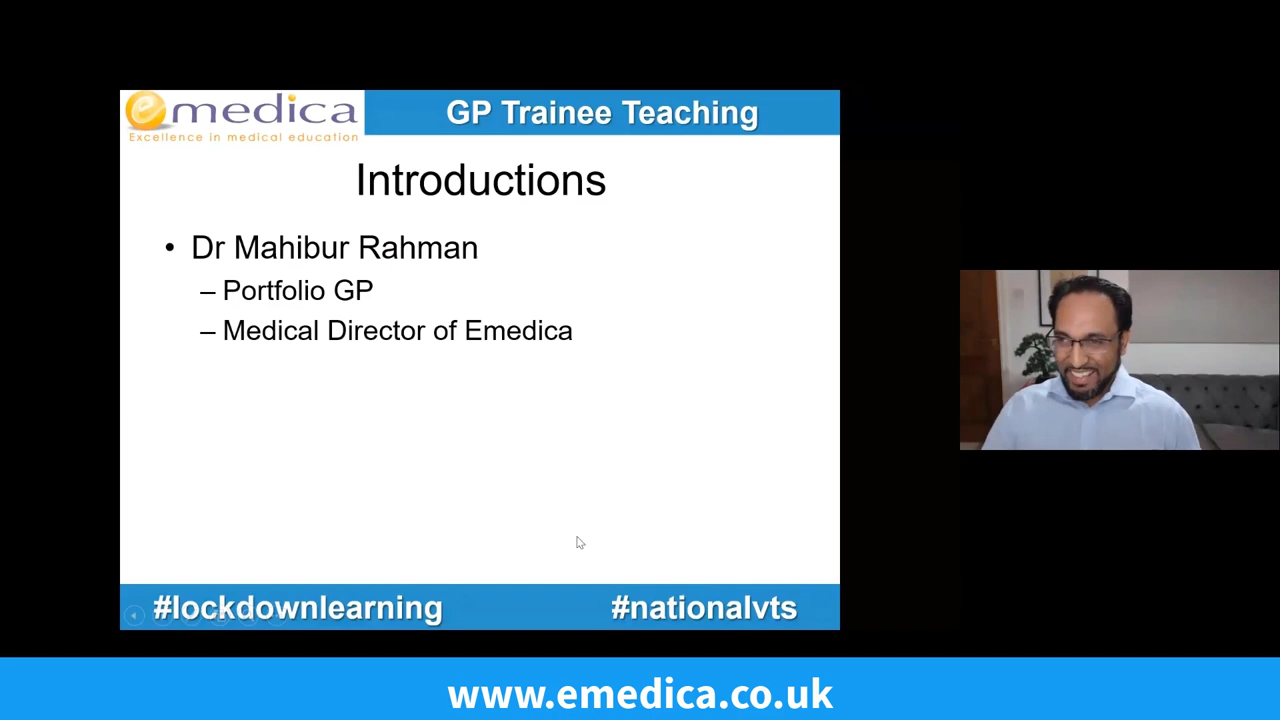 emedica
Excellence in medical education
GP Trainee Teaching
Introductions
• Dr Mahibur Rahman
– Portfolio GP
– Medical Director of Emedica
#lockdownlearning
#nationalvts
www.emedica.co.uk